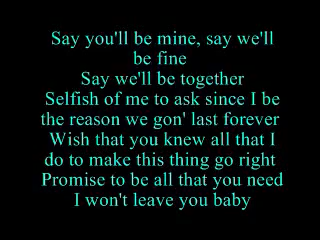 Say you'll be mine, say we'll
be fine
Say we'll be together
Selfish of me to ask since I be
the reason we gon' last forever
Wish that you knew all that I
do to make this thing go right
Promise to be all that you need
I won't leave you baby